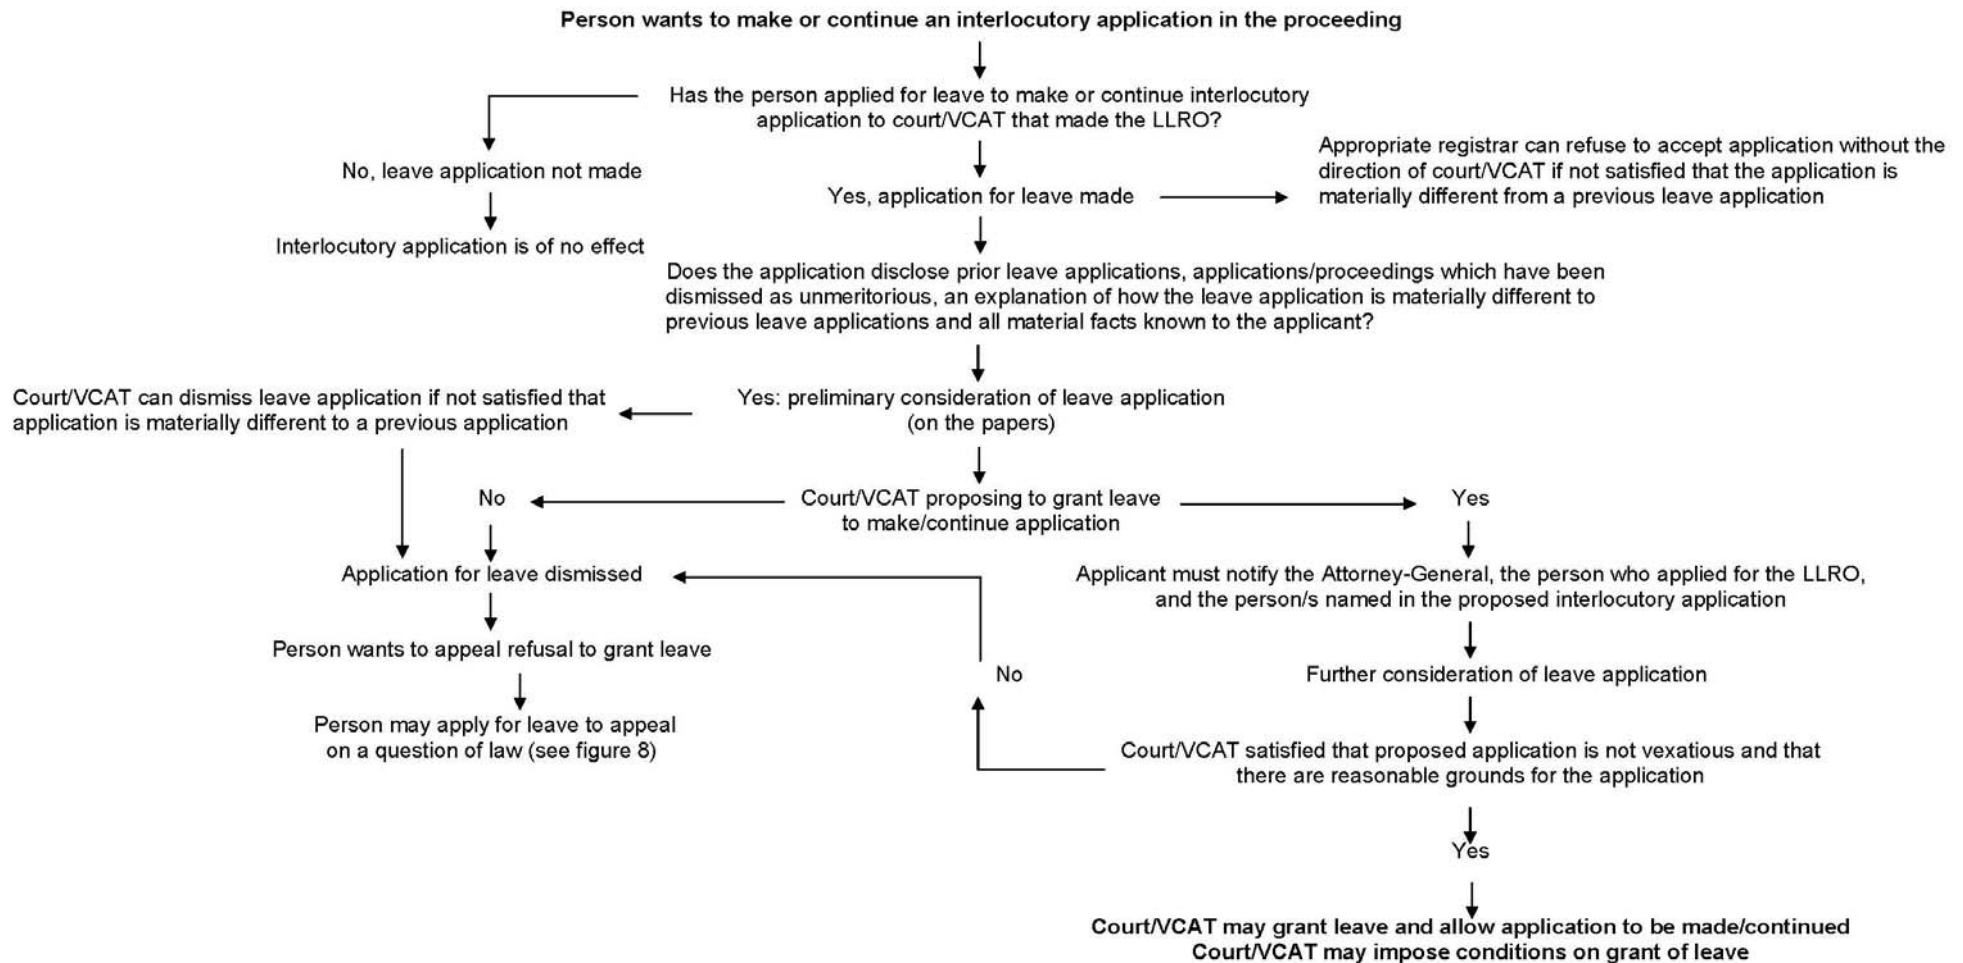 Person wants to make or continue an interlocutory application in the proceeding
Has the person applied for leave to make or continue interlocutory
application to court/VCAT that made the LLRO?
No, leave application not made
Interlocutory application is of no effect
Yes, application for leave made
Appropriate registrar can refuse to accept application without the
direction of court/VCAT if not satisfied that the application is
materially different from a previous leave application
Does the application disclose prior leave applications, applications/proceedings which have been
dismissed as unmeritorious, an explanation of how the leave application is materially different to
previous leave applications and all material facts known to the applicant?
Yes: preliminary consideration of leave application
(on the papers)
Court/VCAT can dismiss leave application if not satisfied that
application is materially different to a previous application
Court/VCAT proposing to grant leave
to make/continue application
No
Yes
Application for leave dismissed
Person wants to appeal refusal to grant leave
Person may apply for leave to appeal
on a question of law (see figure 8)
Applicant must notify the Attorney-General, the person who applied for the LLRO,
and the person/s named in the proposed interlocutory application
Further consideration of leave application
No
Court/VCAT satisfied that proposed application is not vexatious and that
there are reasonable grounds for the application
Yes
Court/VCAT may grant leave and allow application to be made/continued
Court/VCAT may impose conditions on grant of leave